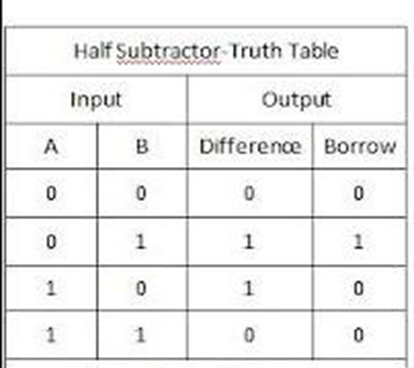 Half Subtractor-Truth Table
Input Output
A B Difference Borrow
0 0 0 0
0 1 1 1
1 0 1 0
1 1 0 0